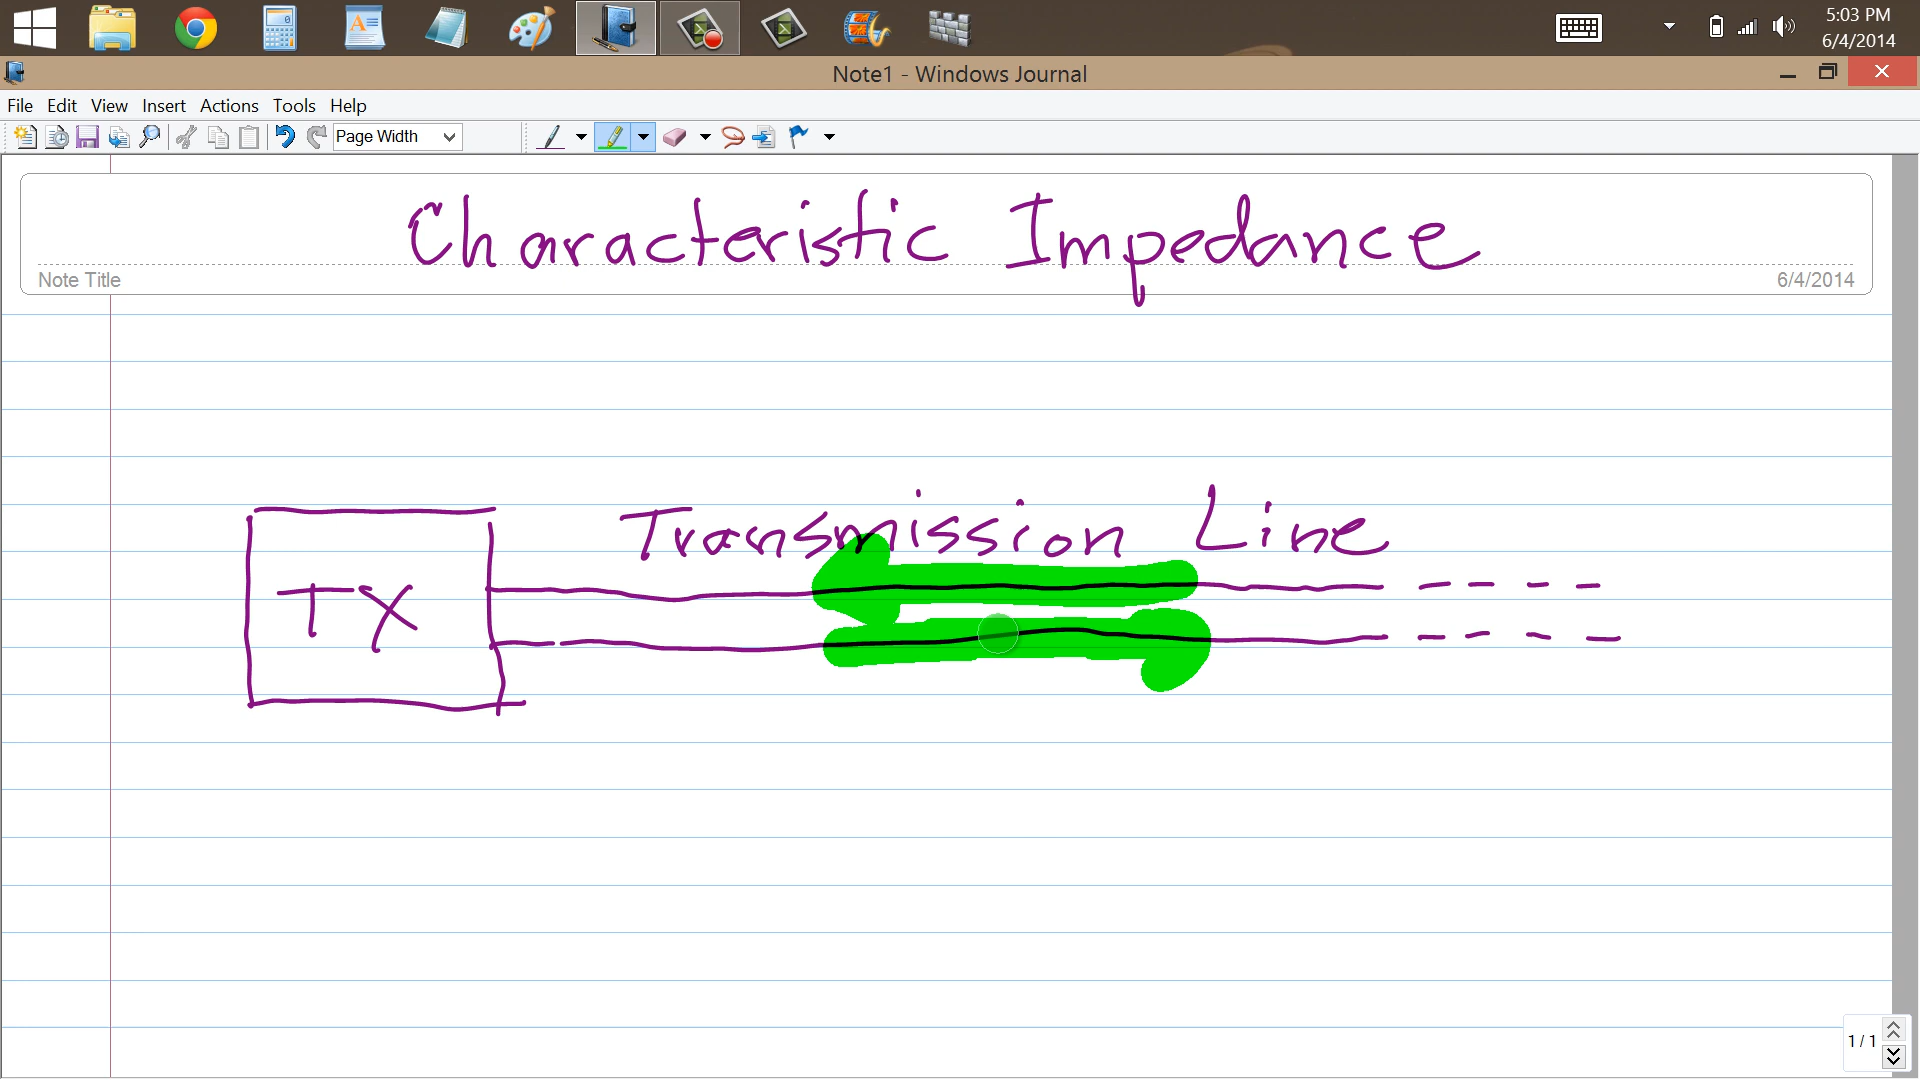 5:03 PM
6/4/2014
Note1 - Windows Journal
File Edit View Insert Actions Tools Help
Page Width
Characteristic Impedance
Note Title 6/4/2014
Transmission Line
TX
1 / 1